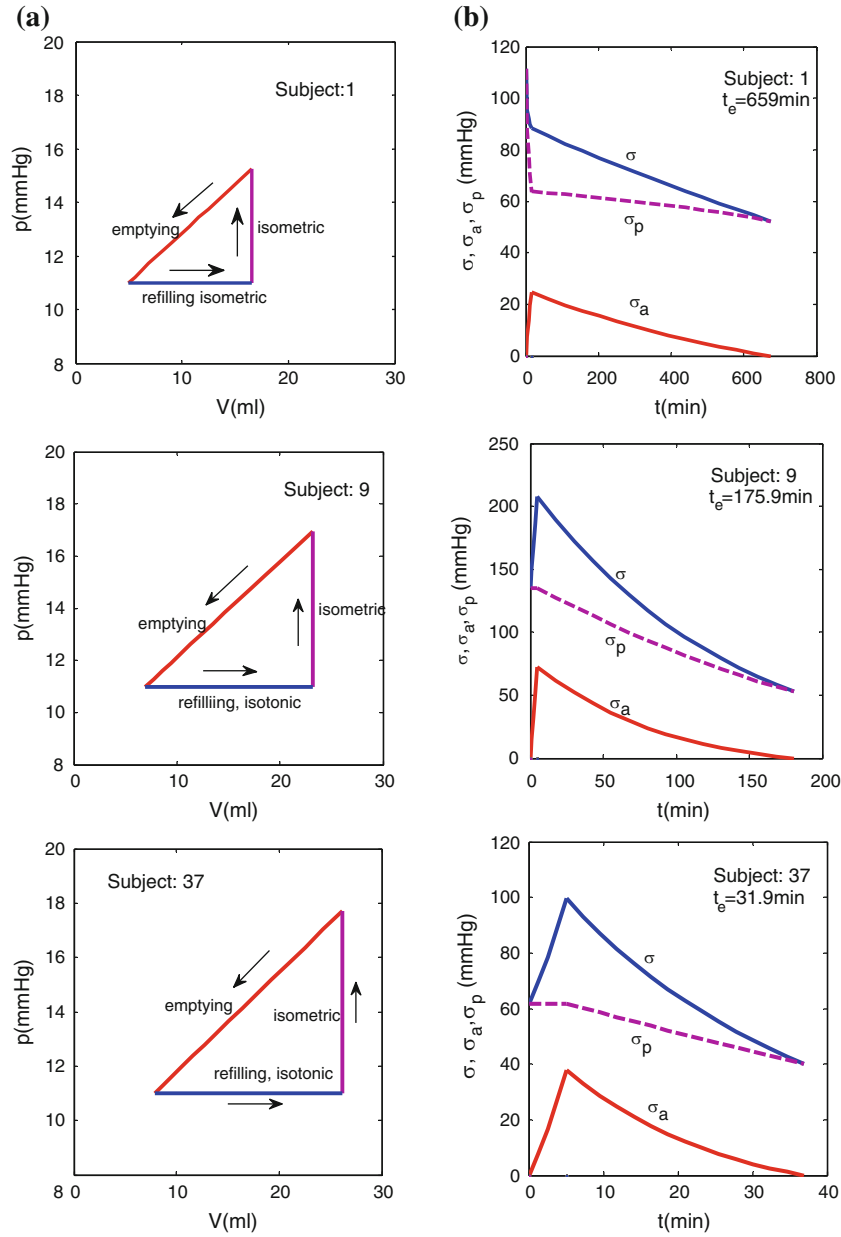 (a)
20
18
16
14
12
10
8
p(mmHg)
Subject:1
emptying
isometric
refilling isometric
0
10
20
30
V(ml)
(b)
120
100
80
60
40
20
0
σ, σa, σp (mmHg)
Subject: 1
t_e=659min
σ
σp
σa
0
200
400
600
800
t(min)
20
18
16
14
12
10
8
p(mmHg)
Subject: 9
emptying
isometric
refilliing, isotonic
0
10
20
30
V(ml)
250
200
150
100
50
0
σ, σa, σp (mmHg)
Subject: 9
t_e=175.9min
σ
σp
σa
0
50
100
150
200
t(min)
20
18
16
14
12
10
8
p(mmHg)
Subject: 37
emptying
isometric
refilling, isotonic
0
10
20
30
V(ml)
120
100
80
60
40
20
0
σ, σa,σp (mmHg)
Subject: 37
t_e=31.9min
σ
σp
σa
0
10
20
30
40
t(min)